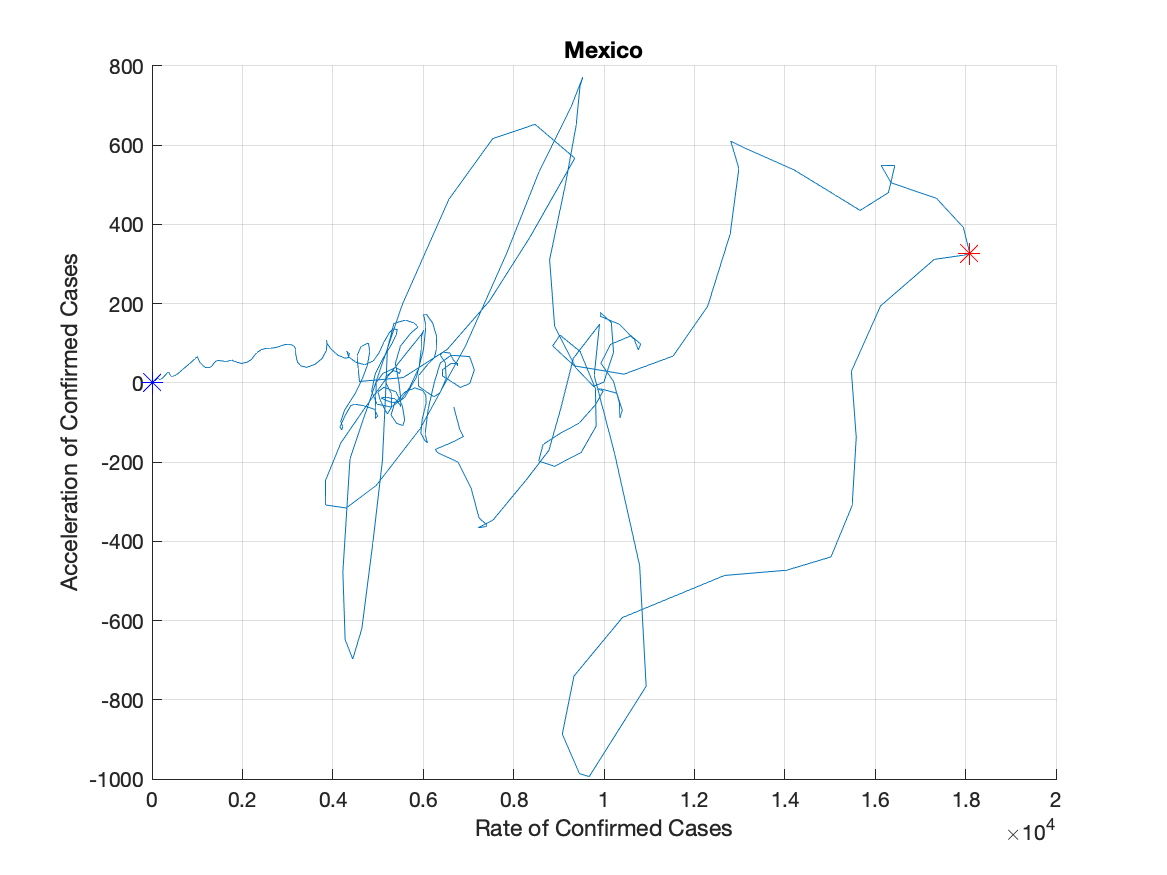 Mexico
800
600
400
200
0
-200
-400
-600
-800
-1000
Acceleration of Confirmed Cases
0 0.2 0.4 0.6 0.8 1 1.2 1.4 1.6 1.8 2
Rate of Confirmed Cases
×10⁴